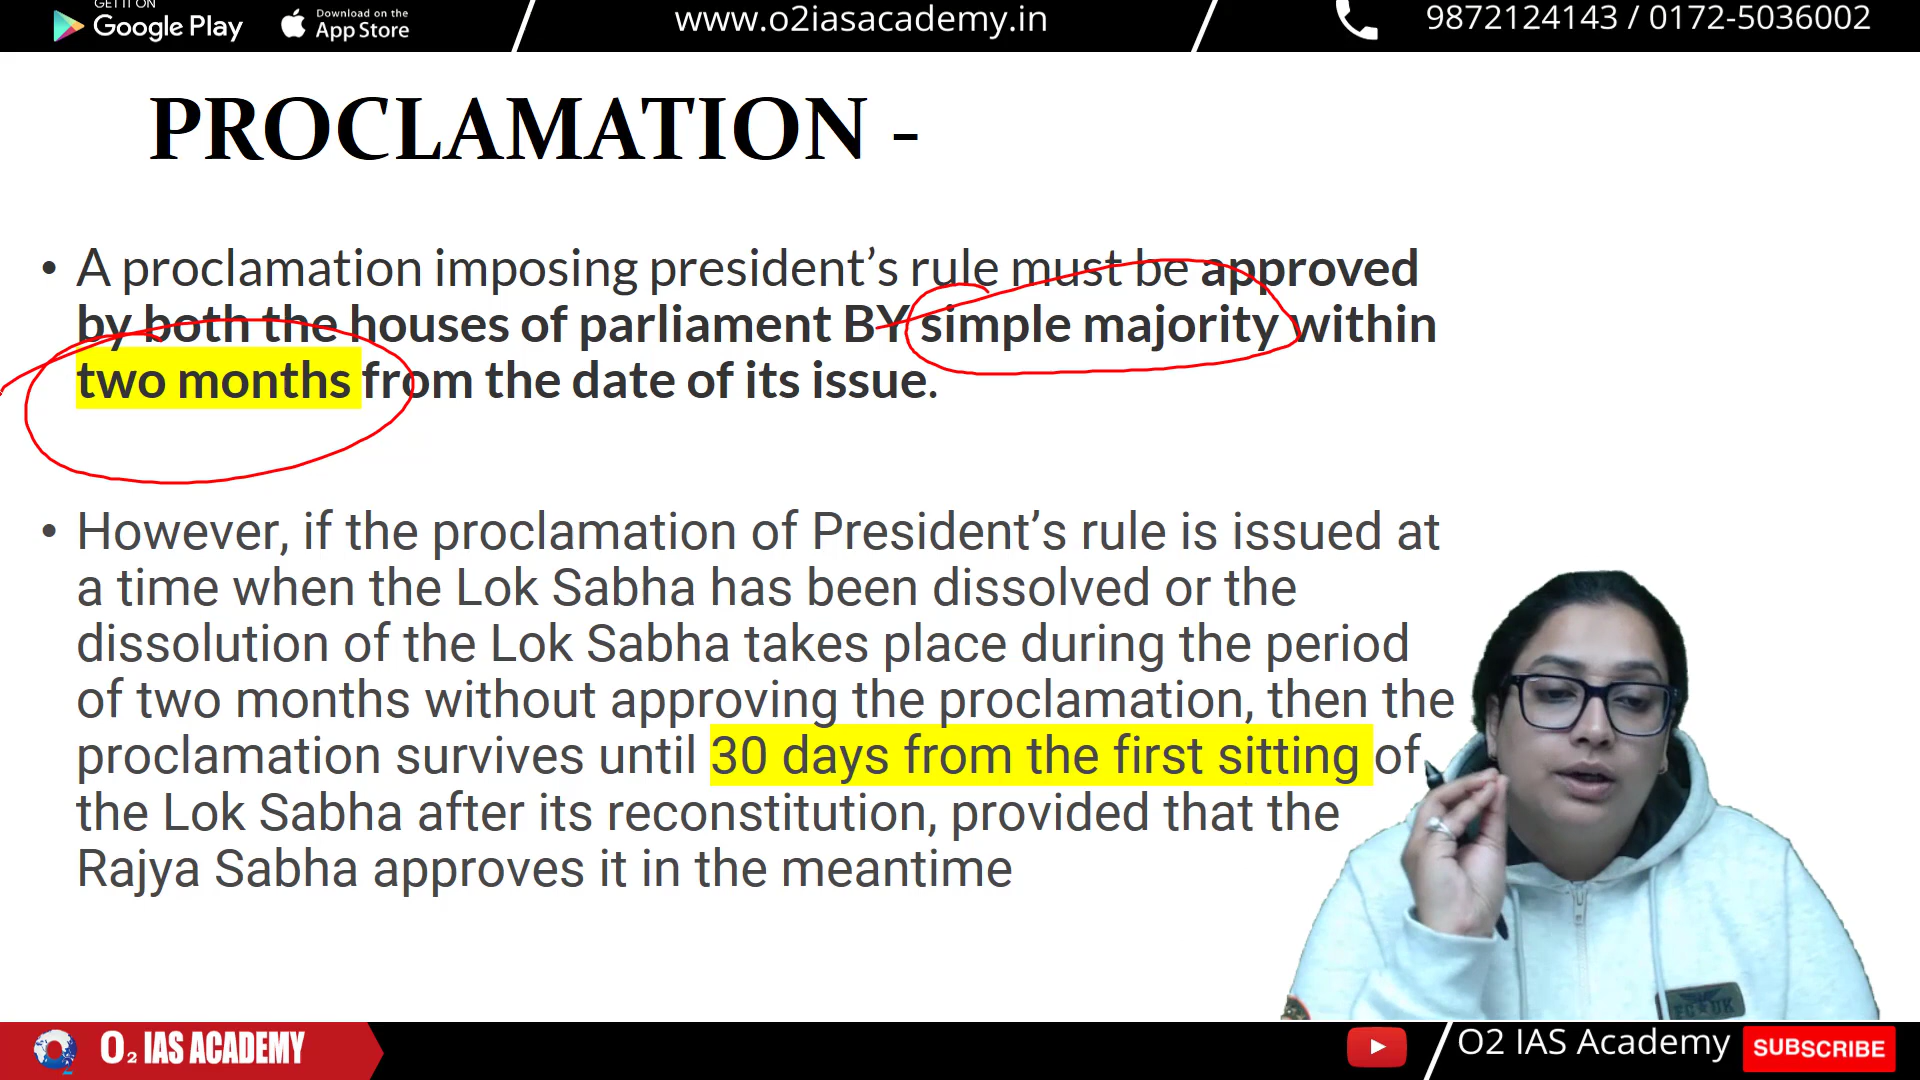 GET IT ON
Google Play
Download on the
App Store
www.o2iasacademy.in
9872124143 / 0172-5036002
PROCLAMATION -
• A proclamation imposing president’s rule must be approved
by both the houses of parliament BY simple majority within
two months from the date of its issue.
• However, if the proclamation of President’s rule is issued at
a time when the Lok Sabha has been dissolved or the
dissolution of the Lok Sabha takes place during the period
of two months without approving the proclamation, then the
proclamation survives until 30 days from the first sitting of
the Lok Sabha after its reconstitution, provided that the
Rajya Sabha approves it in the meantime
O2 IAS ACADEMY
O2 IAS Academy
SUBSCRIBE